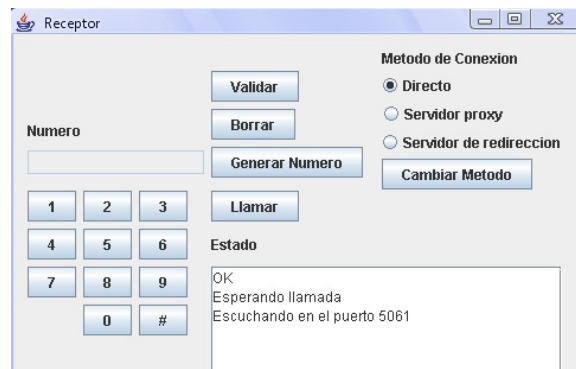 Receptor
Metodo de Conexion
Validar
Directo
Servidor proxy
Numero
Borrar
Servidor de redireccion
Generar Numero
Cambiar Metodo
1 2 3
Llamar
4 5 6
Estado
7 8 9
0 #
OK
Esperando llamada
Escuchando en el puerto 5061